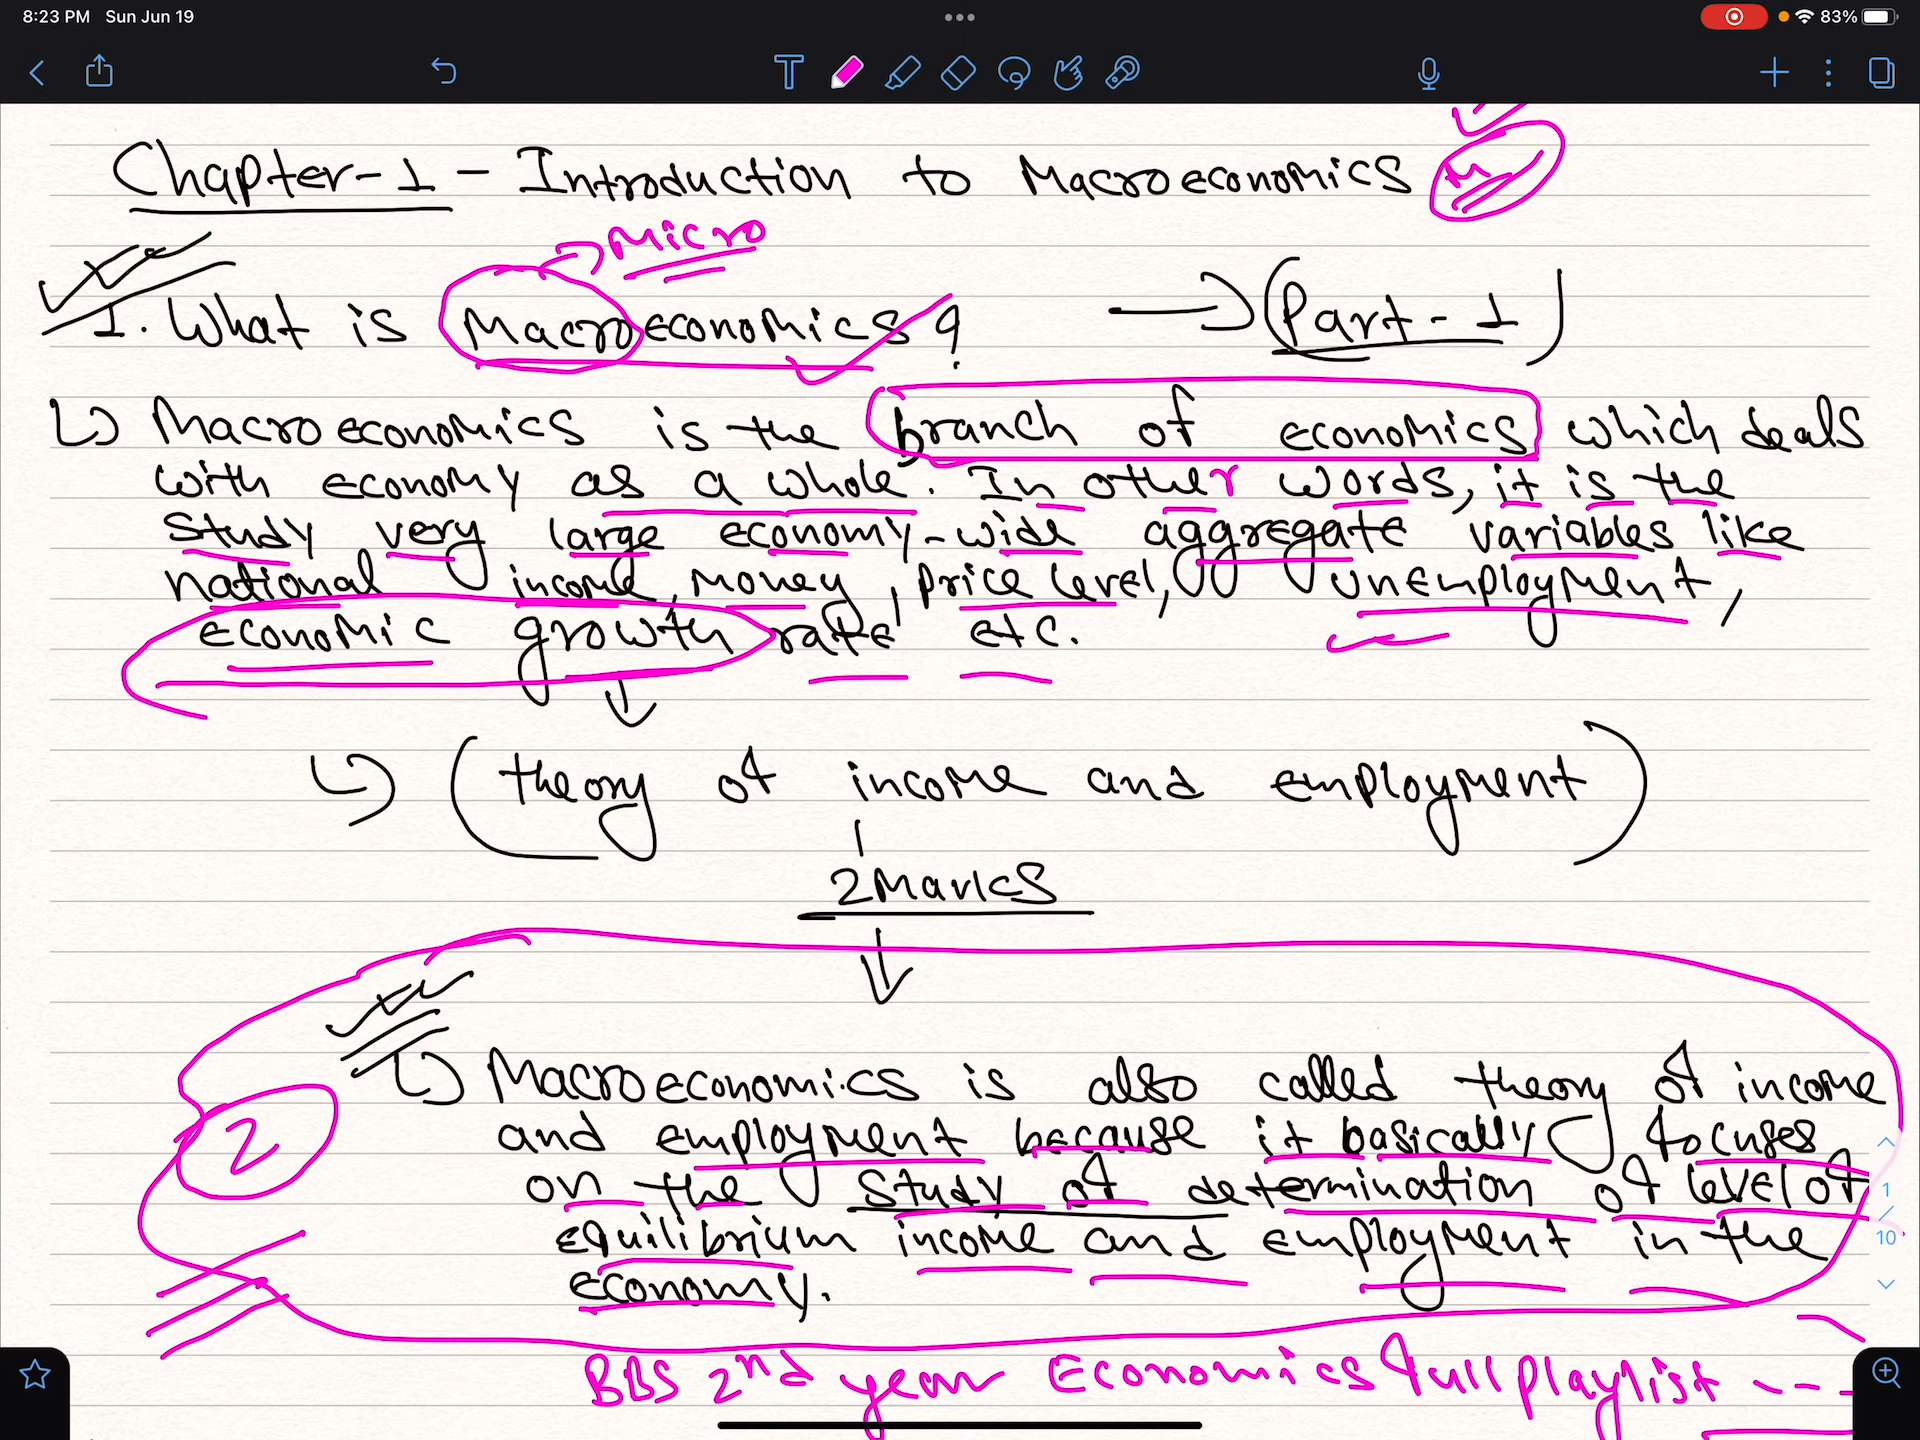 8:23 PM Sun Jun 19
83%
Chapter-1 - Introduction to Macroeconomics M
Micro
1. What is Macroeconomics? (Part-1)
Macroeconomics is the branch of economics which deals
with economy as a whole. In other words, it is the
study very large economy-wide aggregate variables like
national income, money, price level, unemployment,
economic growth rate etc.
(theory of income and employment)
2 Marks
Macroeconomics is also called theory of income
2
and employment because it basically focuses
on the study of determination of level of
equilibrium income and employment in the
economy.
1
/
10
BBS 2nd year Economics full playlist ---